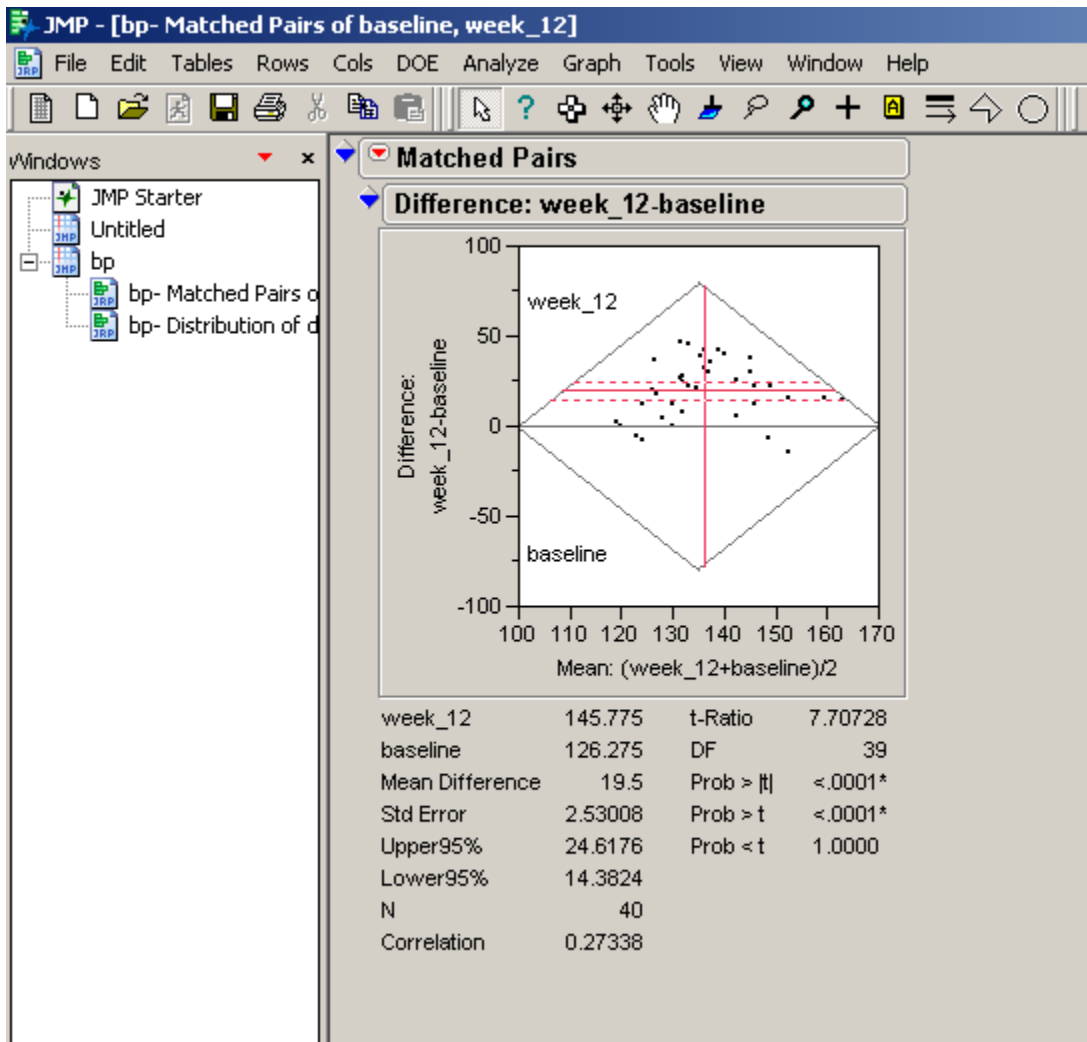 JMP - [bp- Matched Pairs of baseline, week_12]
File Edit Tables Rows Cols DOE Analyze Graph Tools View Window Help
Windows
JMP Starter
Untitled
bp
bp- Matched Pairs o
bp- Distribution of d
Matched Pairs
Difference: week_12-baseline
100
50
0
-50
-100
Difference:
week_12-baseline
week_12
baseline
100 110 120 130 140 150 160 170
Mean: (week_12+baseline)/2
week_12 145.775 t-Ratio 7.70728
baseline 126.275 DF 39
Mean Difference 19.5 Prob > |t| <.0001*
Std Error 2.53008 Prob > t <.0001*
Upper95% 24.6176 Prob < t 1.0000
Lower95% 14.3824
N 40
Correlation 0.27338